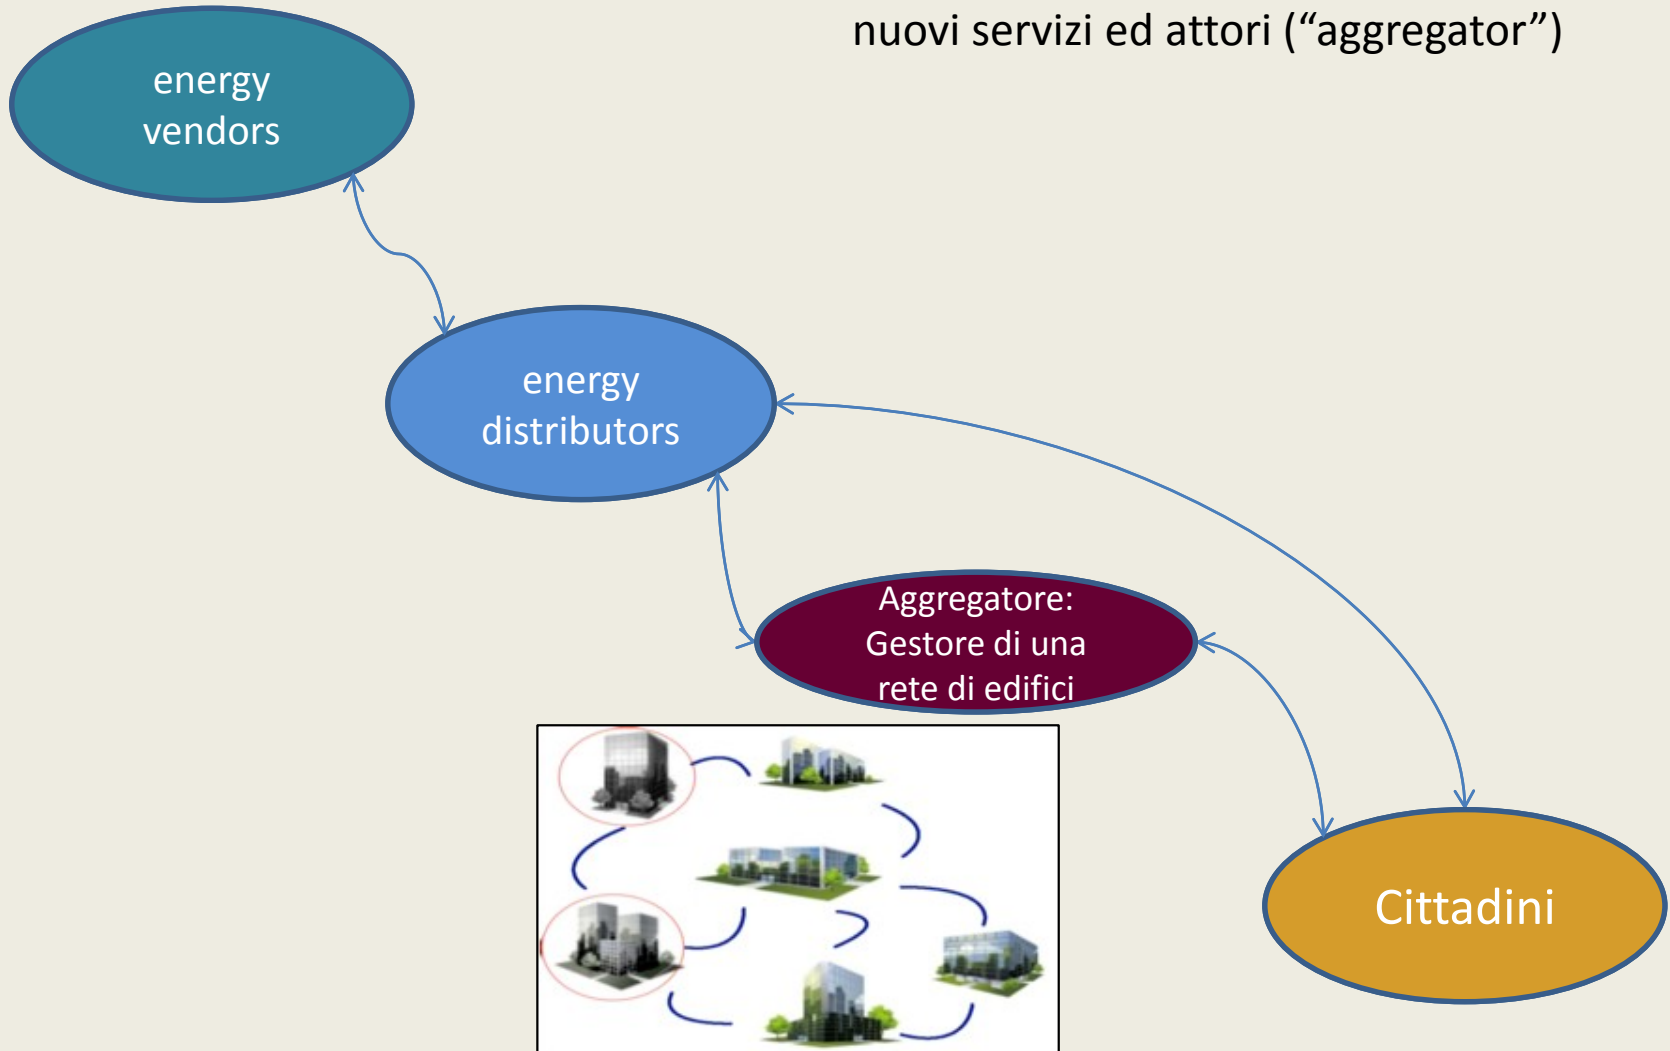 nuovi servizi ed attori (“aggregator”)
energy
vendors
energy
distributors
Aggregatore:
Gestore di una
rete di edifici
Cittadini